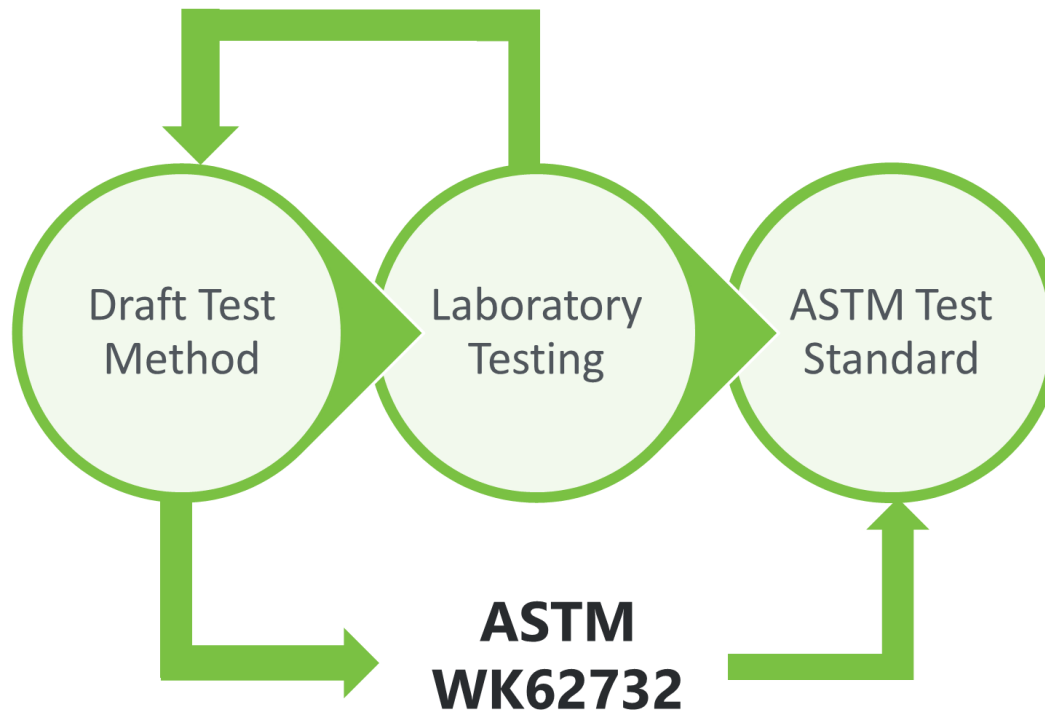 Draft Test
Method
Laboratory
Testing
ASTM Test
Standard
ASTM
WK62732